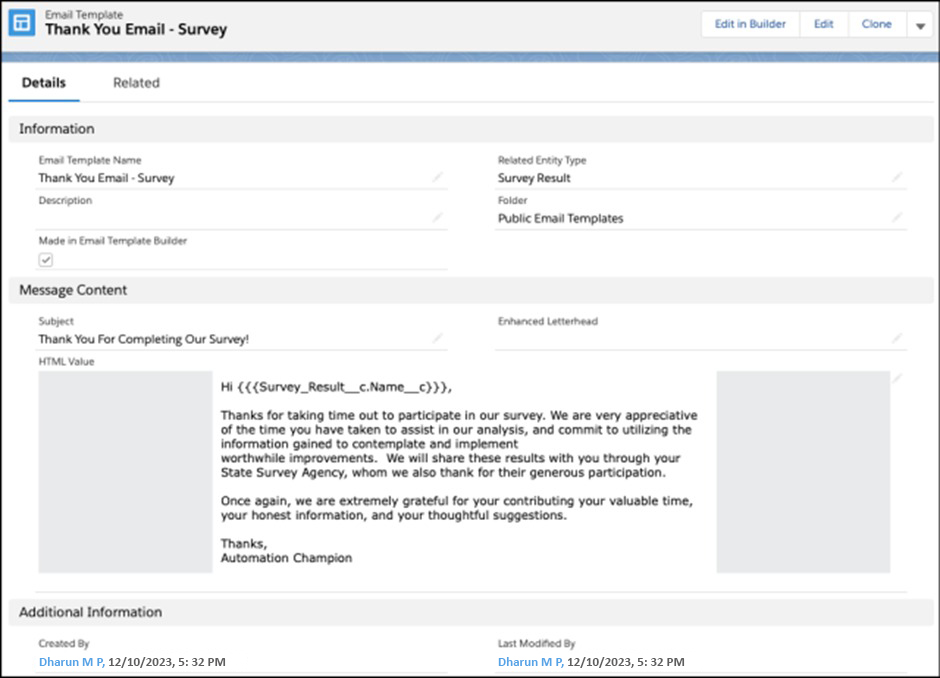 Email Template
Thank You Email - Survey
Edit in Builder Edit Clone
Details Related
Information
Email Template Name Related Entity Type
Thank You Email - Survey Survey Result
Description Folder
Public Email Templates
Made in Email Template Builder
Message Content
Subject Enhanced Letterhead
Thank You For Completing Our Survey!
HTML Value
Hi {{{Survey_Result__c.Name__c}}},
Thanks for taking time out to participate in our survey. We are very appreciative
of the time you have taken to assist in our analysis, and commit to utilizing the
information gained to contemplate and implement
worthwhile improvements. We will share these results with you through your
State Survey Agency, whom we also thank for their generous participation.
Once again, we are extremely grateful for your contributing your valuable time,
your honest information, and your thoughtful suggestions.
Thanks,
Automation Champion
Additional Information
Created By Last Modified By
Dharun M P, 12/10/2023, 5: 32 PM Dharun M P, 12/10/2023, 5: 32 PM